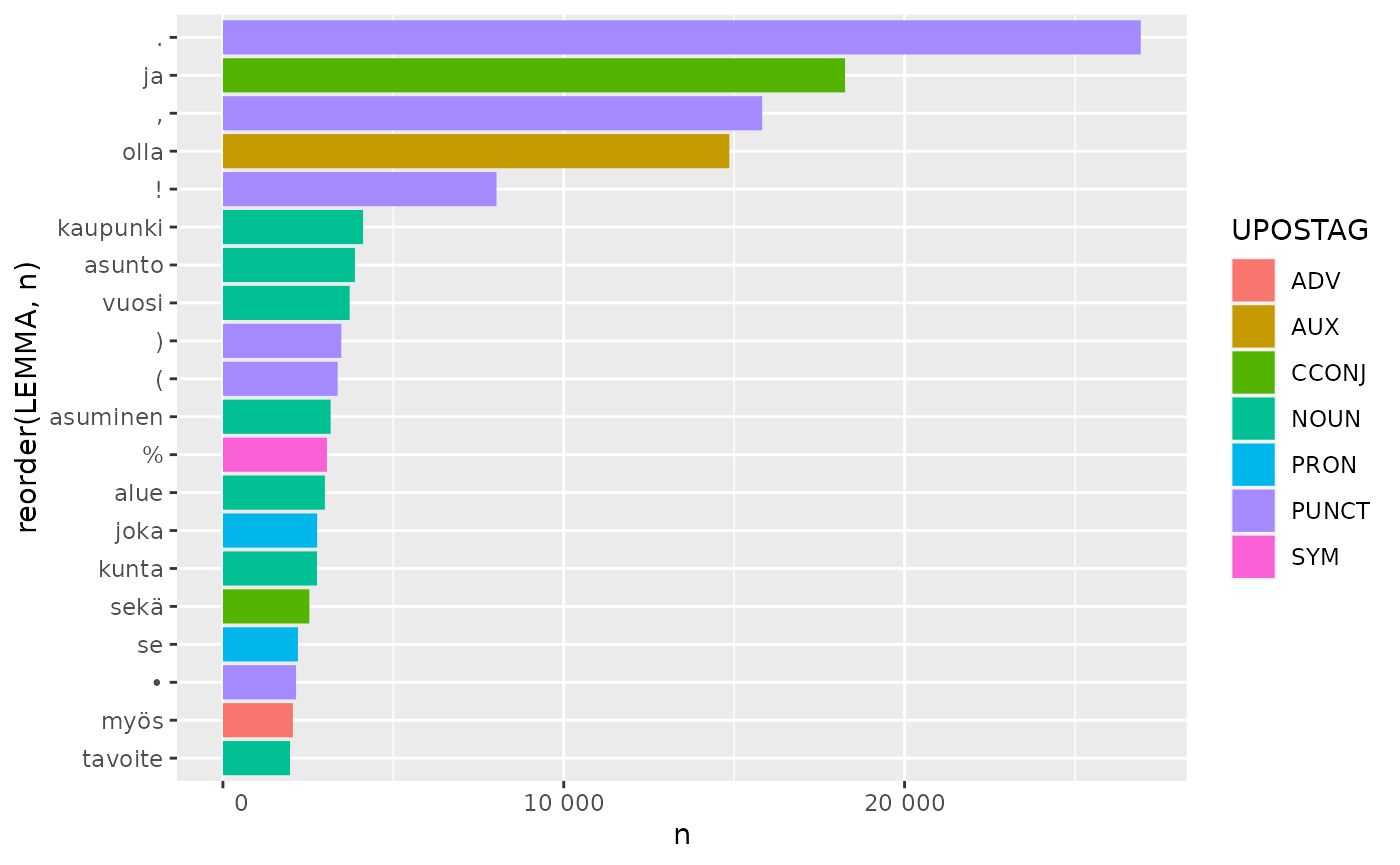 .
ja
,
olla
!
kaupunki
asunto
vuosi
)
(
asuminen
%
alue
joka
kunta
sekä
se
•
myös
tavoite
reorder(LEMMA, n)
0 10 000 20 000
n
UPOSTAG
ADV
AUX
CCONJ
NOUN
PRON
PUNCT
SYM